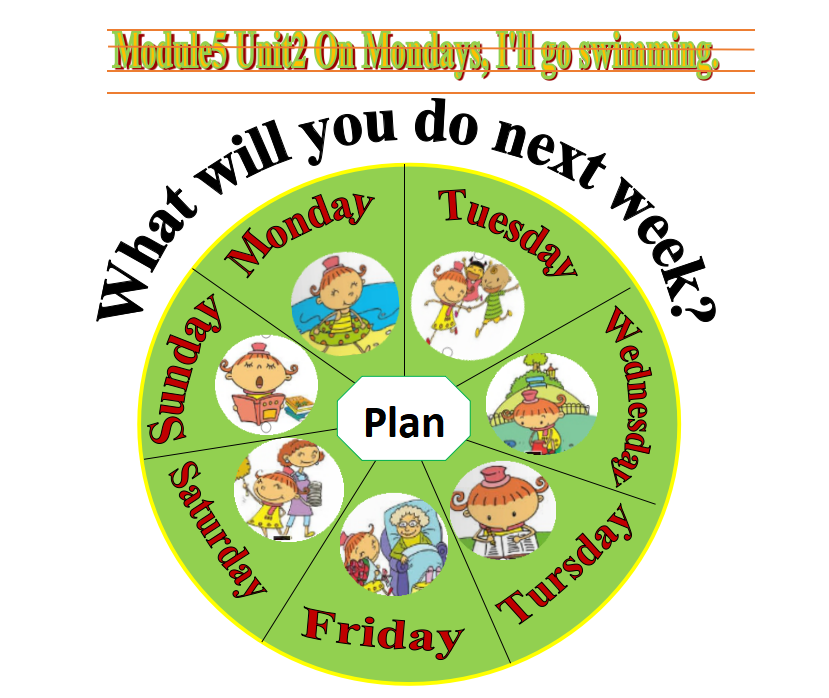 Module5 Unit2 On Mondays, I'll go swimming.
What will you do next week?
Monday
Tuesday
Wednesday
Tursday
Friday
Saturday
Sunday
Plan